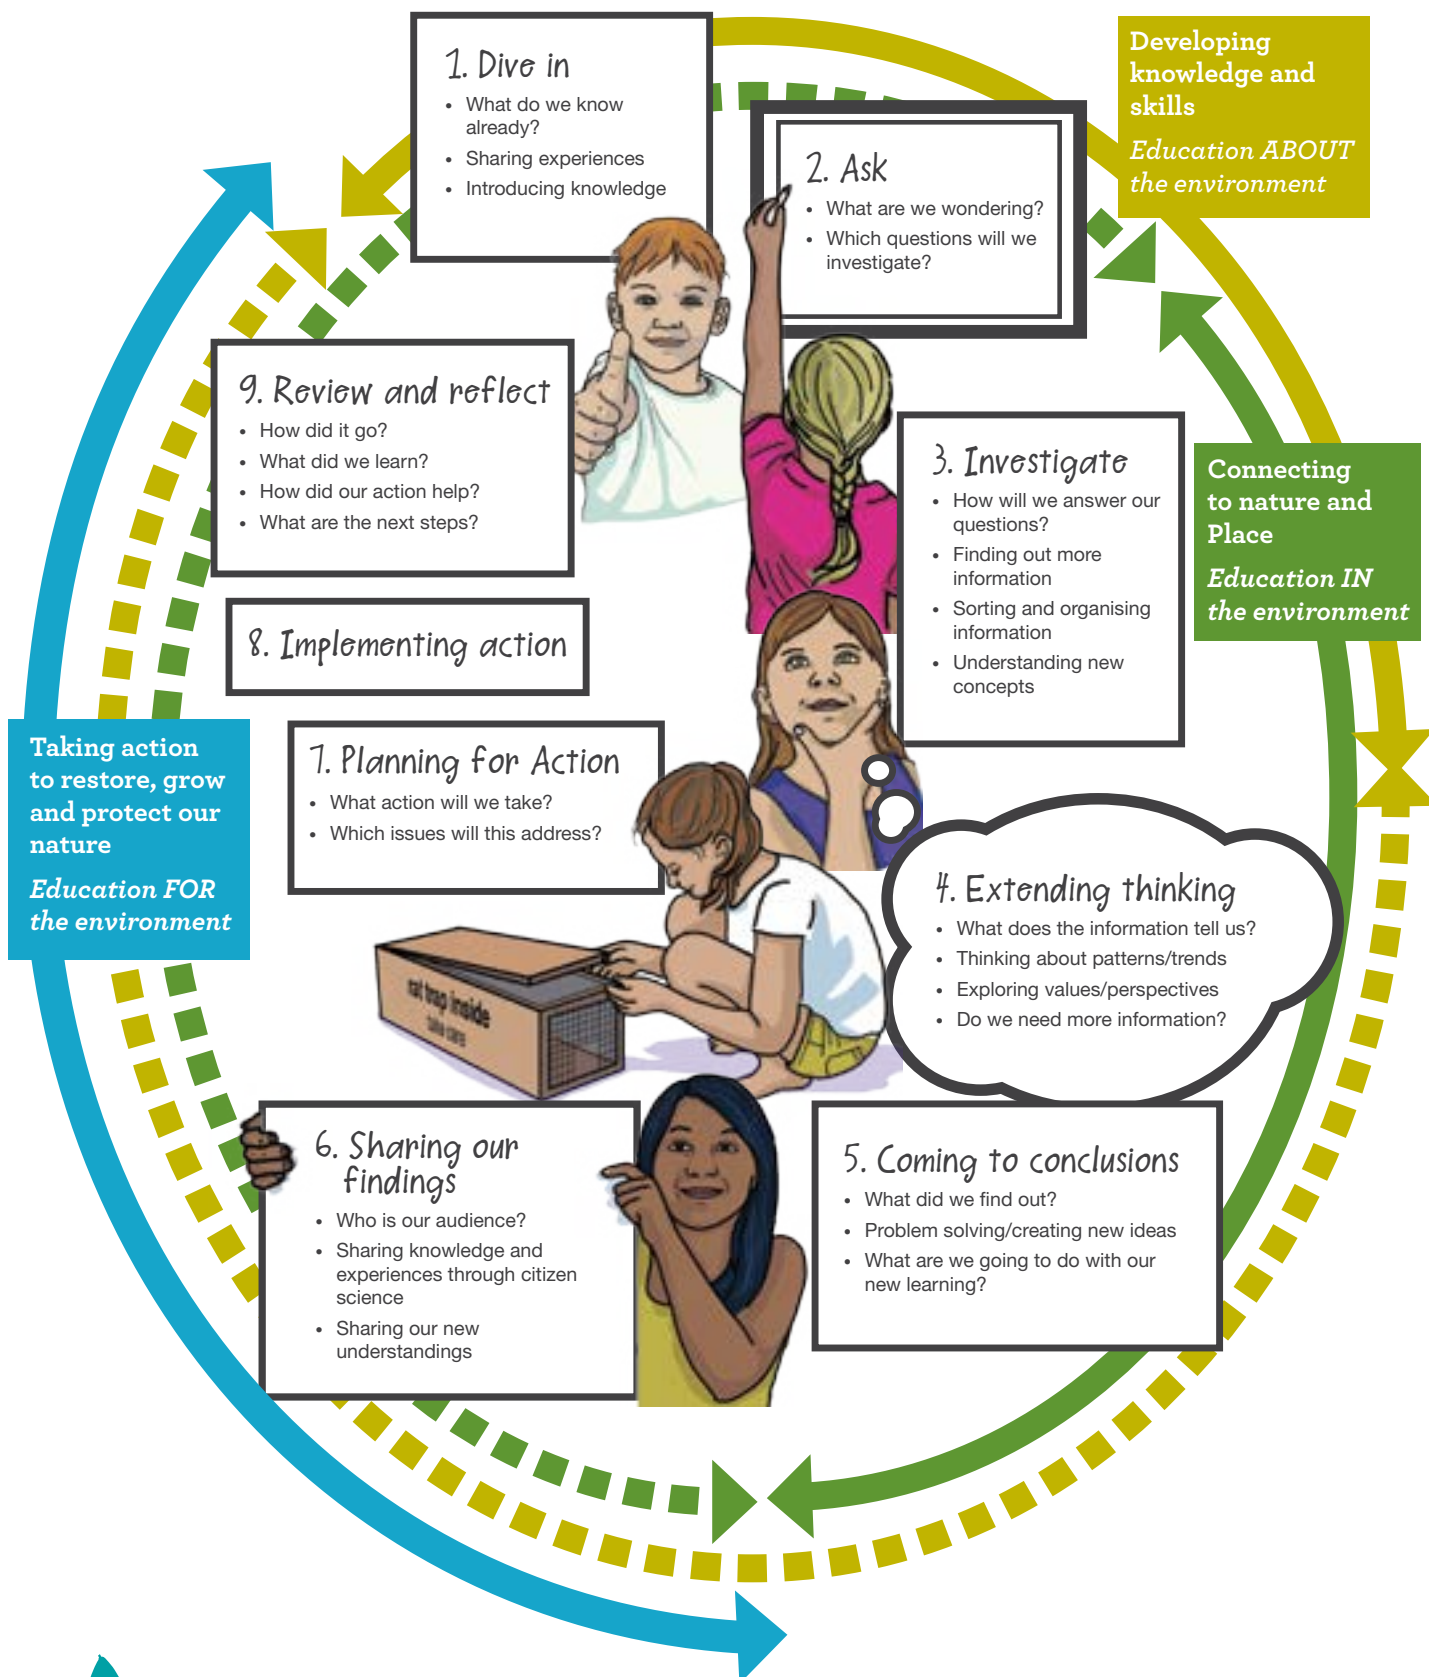 1. Dive in
• What do we know
already?
• Sharing experiences
• Introducing knowledge
2. Ask
• What are we wondering?
• Which questions will we
investigate?
Developing
knowledge and
skills
Education ABOUT
the environment
3. Investigate
• How will we answer our
questions?
• Finding out more
information
• Sorting and organising
information
• Understanding new
concepts
Connecting
to nature and
Place
Education IN
the environment
4. Extending thinking
• What does the information tell us?
• Thinking about patterns/trends
• Exploring values/perspectives
• Do we need more information?
5. Coming to conclusions
• What did we find out?
• Problem solving/creating new ideas
• What are we going to do with our
new learning?
6. Sharing our
findings
• Who is our audience?
• Sharing knowledge and
experiences through citizen
science
• Sharing our new
understandings
7. Planning for Action
• What action will we take?
• Which issues will this address?
rat trap inside
take care
8. Implementing action
9. Review and reflect
• How did it go?
• What did we learn?
• How did our action help?
• What are the next steps?
Taking action
to restore, grow
and protect our
nature
Education FOR
the environment